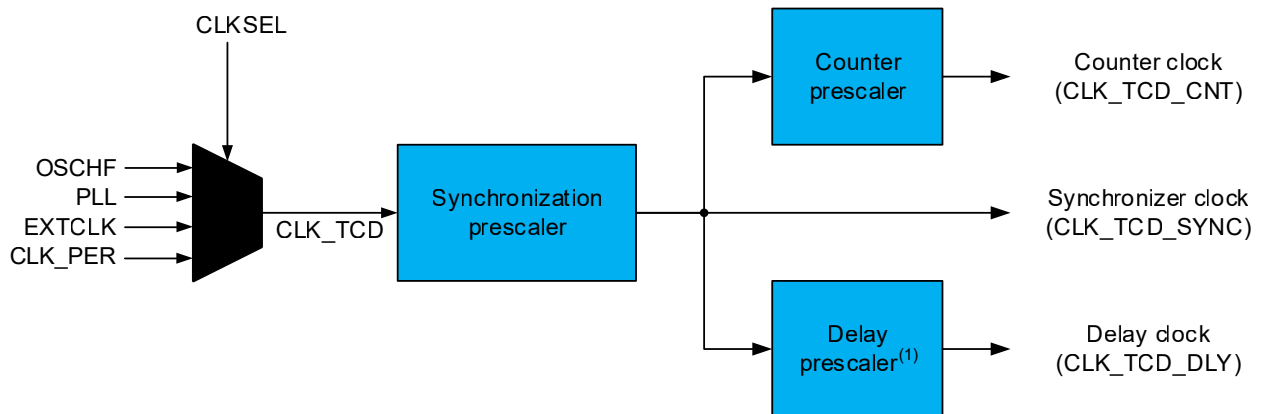 CLKSEL
OSCHF
PLL
EXTCLK
CLK_PER
CLK_TCD
Synchronization
prescaler
Counter
prescaler
Counter clock
(CLK_TCD_CNT)
Synchronizer clock
(CLK_TCD_SYNC)
Delay
prescaler(1)
Delay clock
(CLK_TCD_DLY)